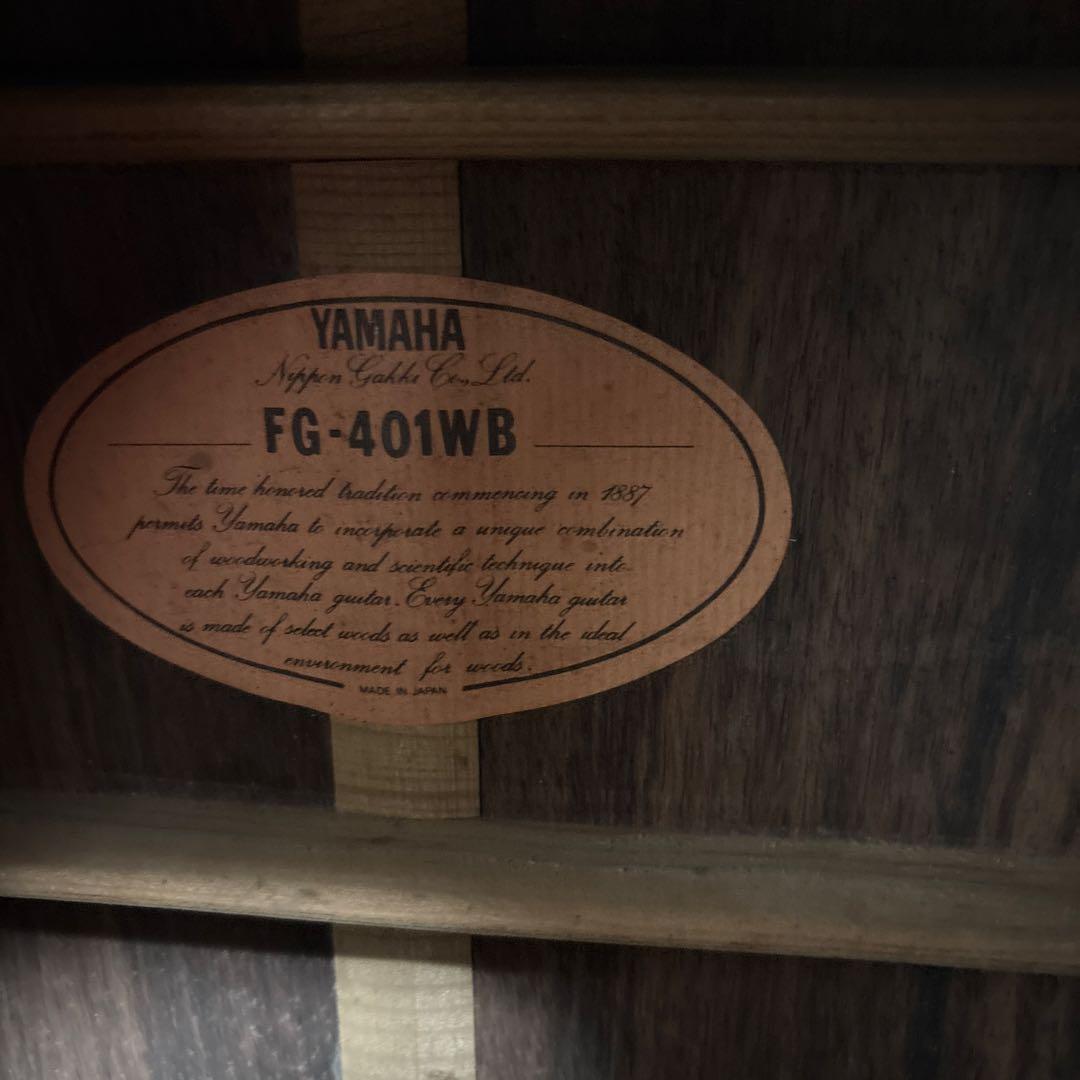 YAMAHA
Nippon Gakki Co., Ltd.
FG-401WB
The time honored tradition commencing in 1887
permits Yamaha to incorporate a unique combination
of woodworking and scientific technique into
each Yamaha guitar. Every Yamaha guitar
is made of select woods as well as in the ideal
environment for woods.
MADE IN JAPAN